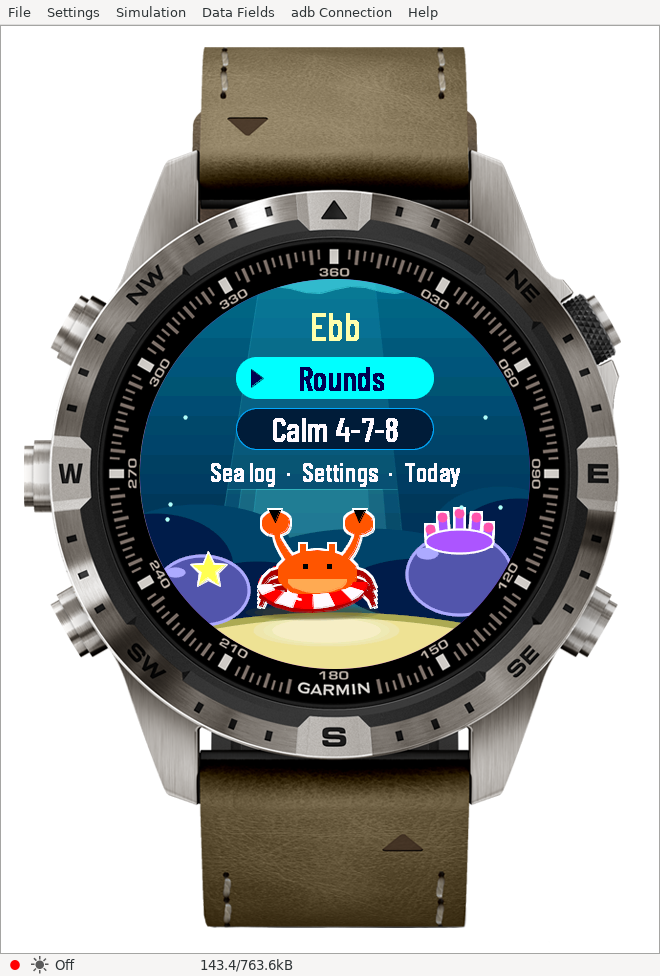 File Settings Simulation Data Fields adb Connection Help
360
330 030
NW NE
300 060
Ebb
Rounds
Calm 4-7-8
Sea log · Settings · Today
W 270 090 E
240 120
210 150
SW SE
180
GARMIN
S
Off 143.4/763.6kB